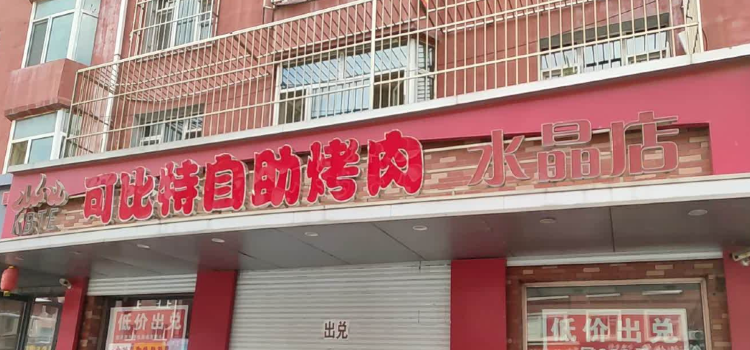 可比特自助烤肉 水晶店
低价出兑
出兑
低价出兑